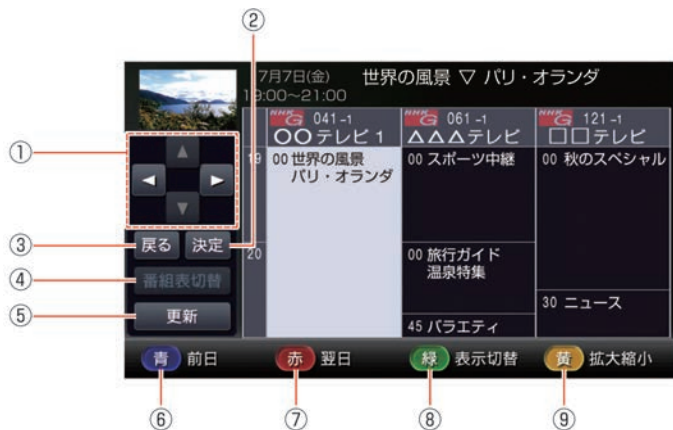 ②
7月7日(金) 世界の風景 ▽ パリ・オランダ
19:00〜21:00
NHK G 041-1
○○テレビ1
NHK G 061-1
△△△テレビ
NHK G 121-1
□□テレビ
①
19
00 世界の風景
パリ・オランダ
00 スポーツ中継
00 秋のスペシャル
③
戻る 決定
20
00 旅行ガイド
温泉特集
④
番組表切替
30 ニュース
⑤
更新
45 バラエティ
青 前日
赤 翌日
緑 表示切替
黄 拡大縮小
⑥
⑦
⑧
⑨